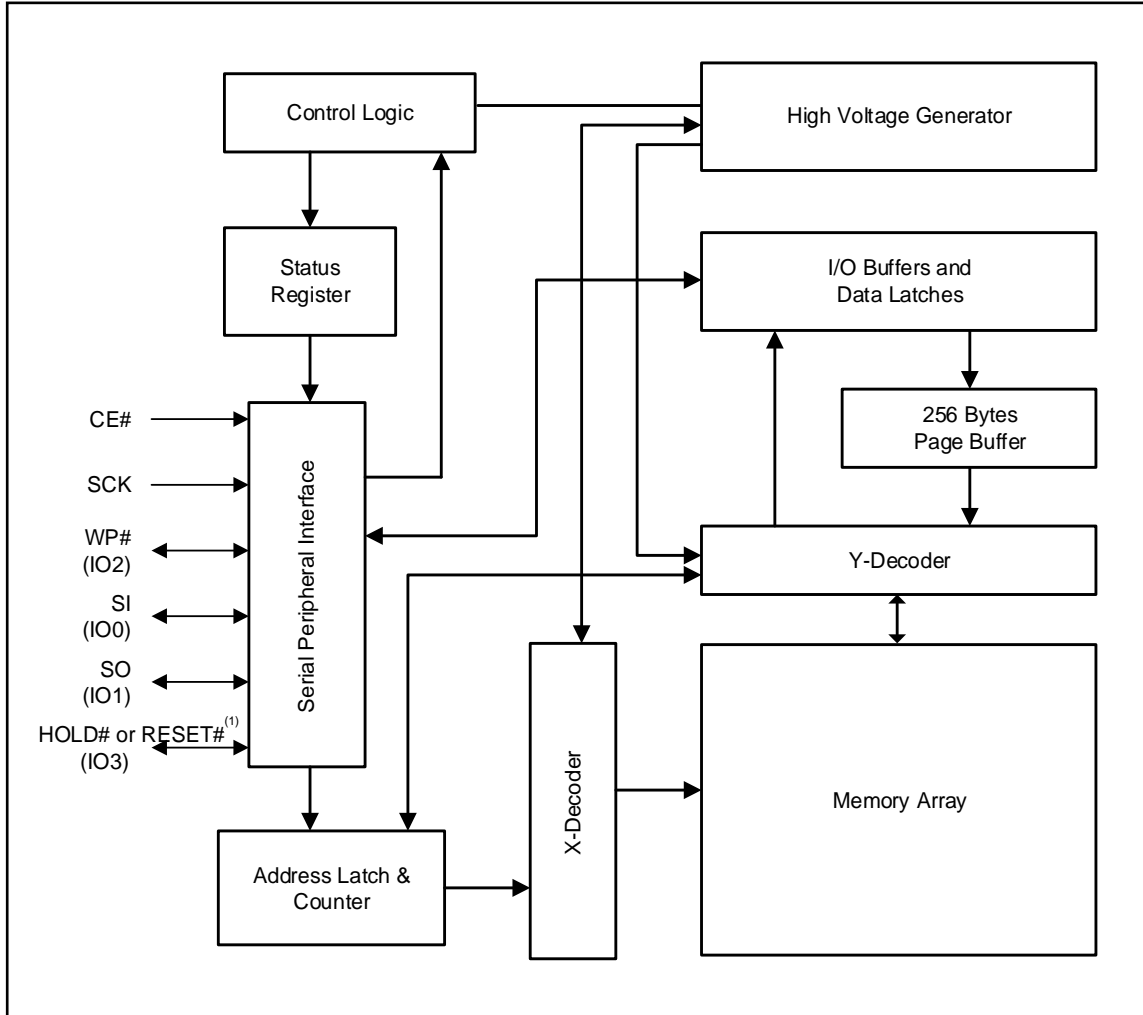 Control Logic
High Voltage Generator
Status
Register
I/O Buffers and
Data Latches
256 Bytes
Page Buffer
CE#
SCK
WP#
(IO2)
SI
(IO0)
SO
(IO1)
HOLD# or RESET#(1)
(IO3)
Serial Peripheral Interface
Y-Decoder
X-Decoder
Memory Array
Address Latch &
Counter